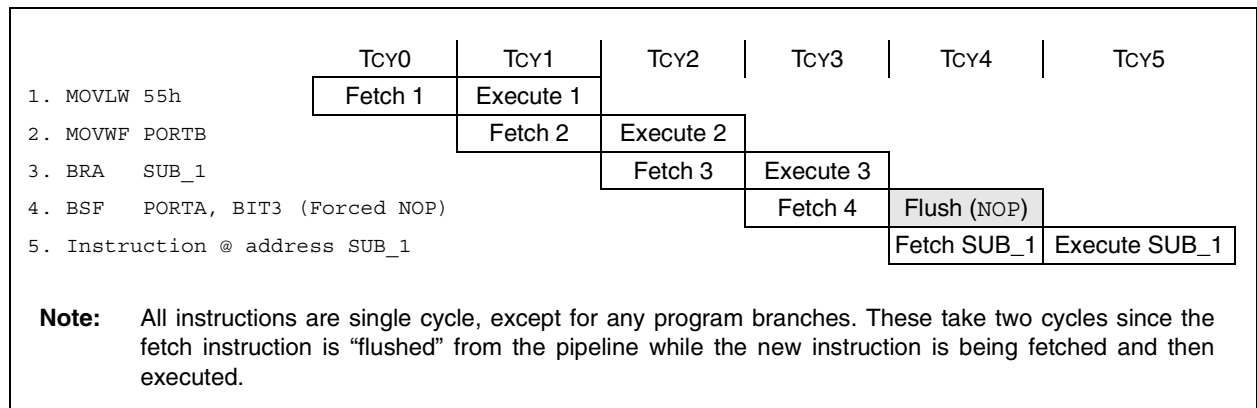 TCY0 TCY1 TCY2 TCY3 TCY4 TCY5
1. MOVLW 55h Fetch 1 Execute 1
2. MOVWF PORTB Fetch 2 Execute 2
3. BRA SUB_1 Fetch 3 Execute 3
4. BSF PORTA, BIT3 (Forced NOP) Fetch 4 Flush (NOP)
5. Instruction @ address SUB_1 Fetch SUB_1 Execute SUB_1
Note: All instructions are single cycle, except for any program branches. These take two cycles since the
fetch instruction is “flushed” from the pipeline while the new instruction is being fetched and then
executed.